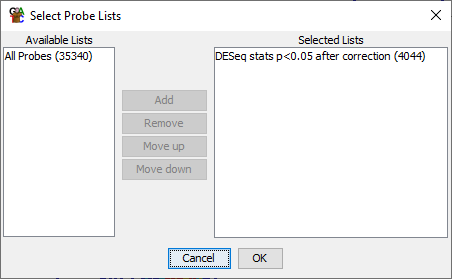 Select Probe Lists
Available Lists
Selected Lists
All Probes (35340)
DESeq stats p<0.05 after correction (4044)
Add
Remove
Move up
Move down
Cancel
OK